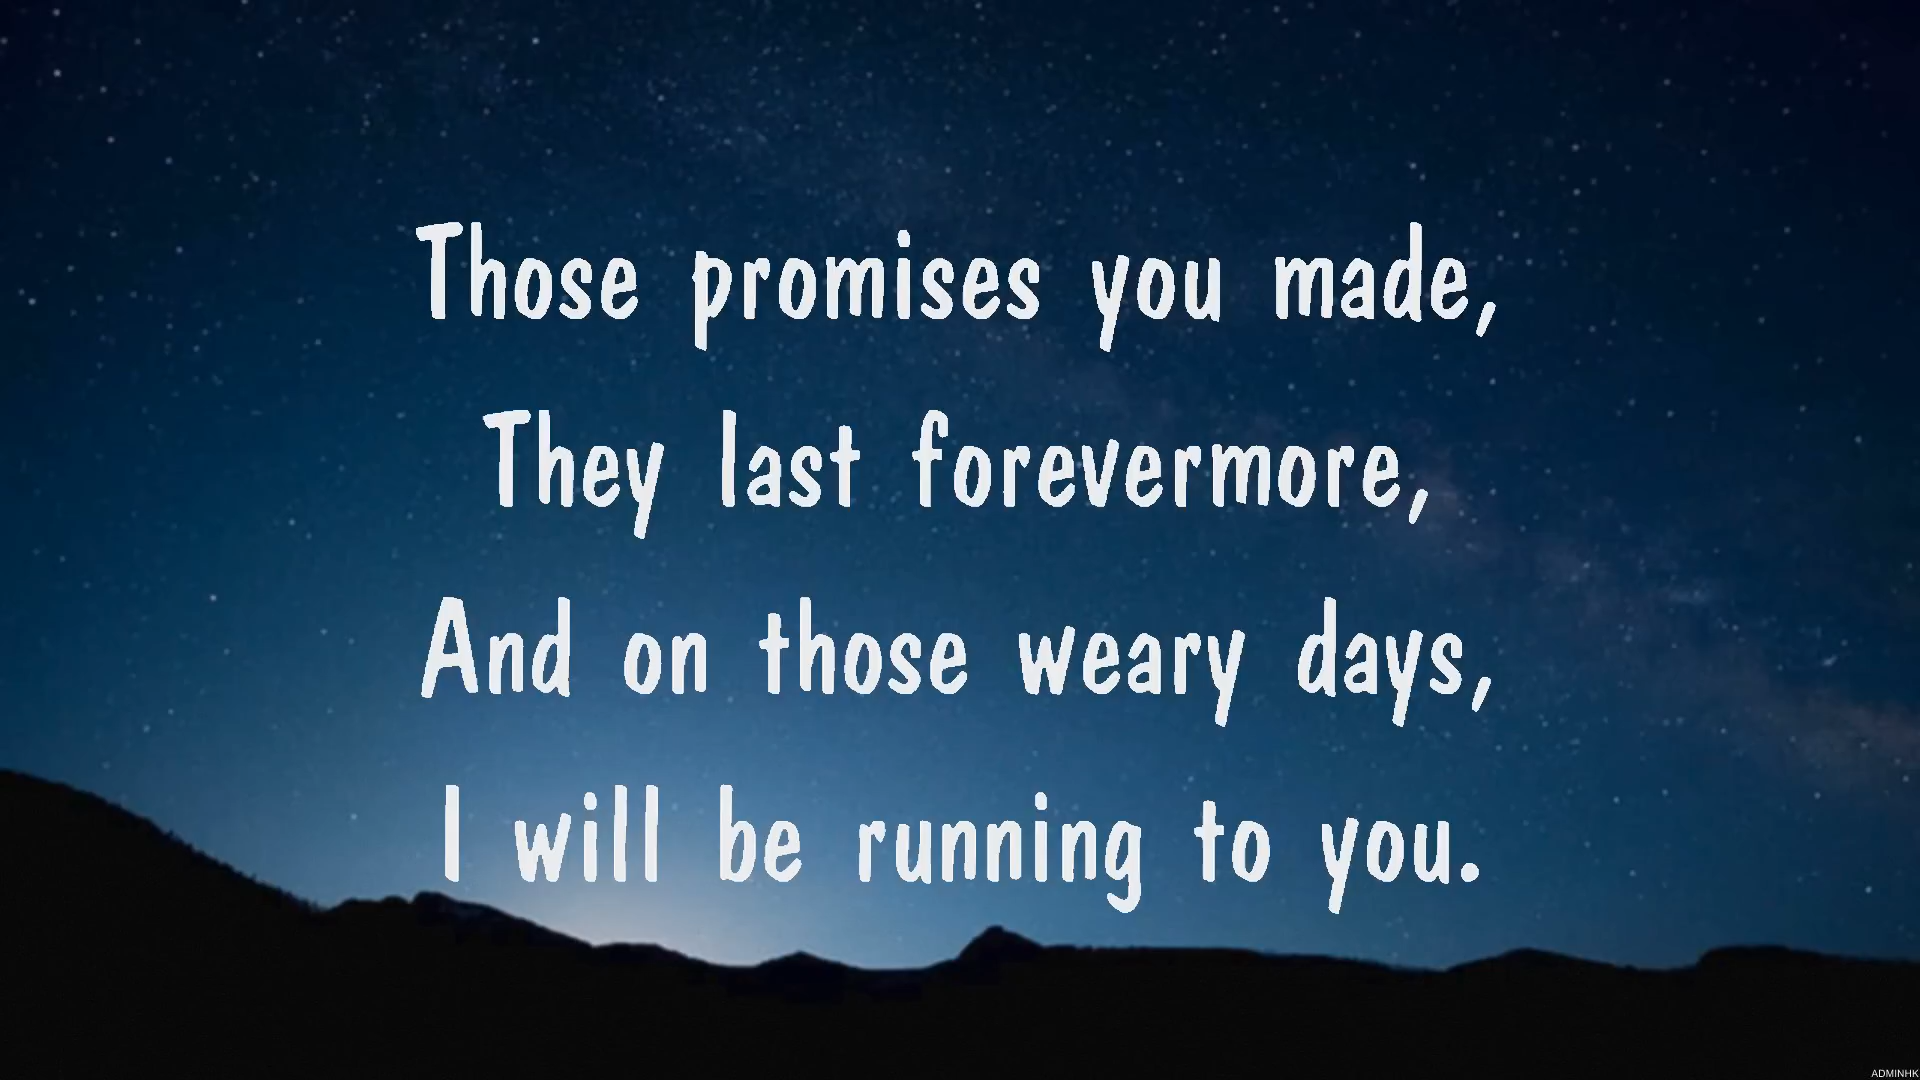 Those promises you made,
They last forevermore,
And on those weary days,
I will be running to you.
ADMINHK